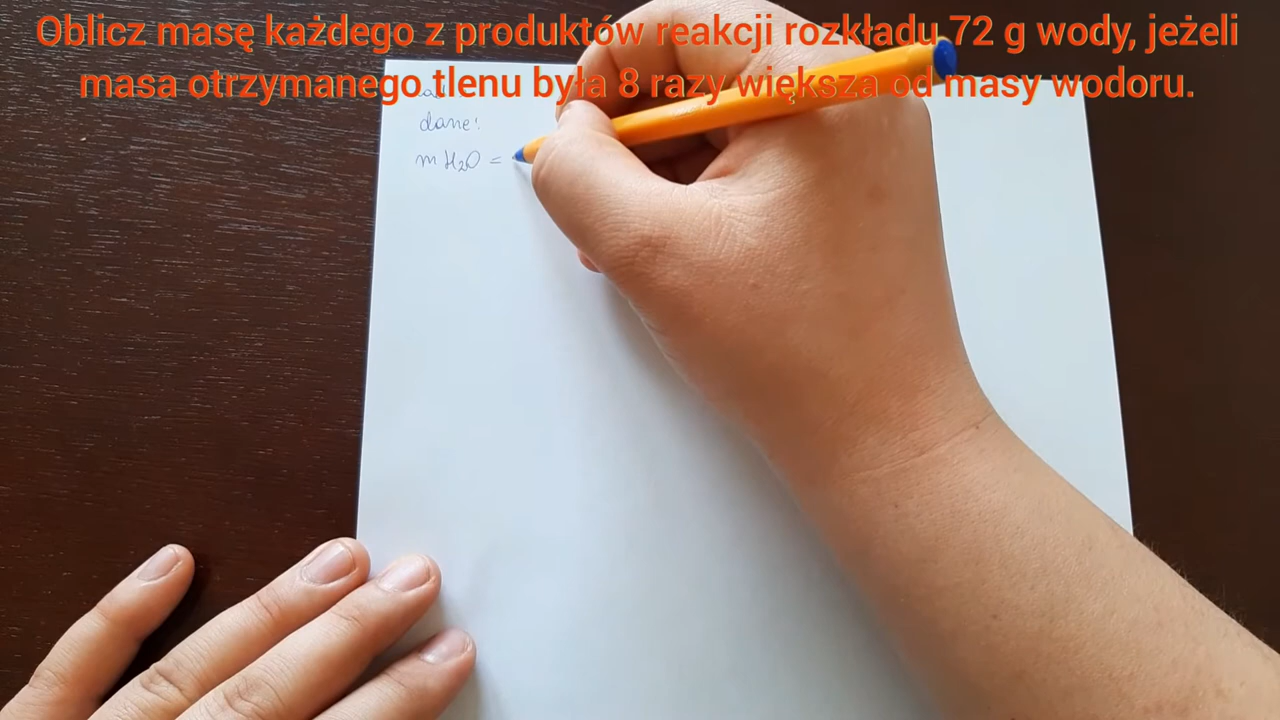 Oblicz masę każdego z produktów reakcji rozkładu 72 g wody, jeżeli
masa otrzymanego tlenu była 8 razy większa od masy wodoru.
dane:
m H₂O =